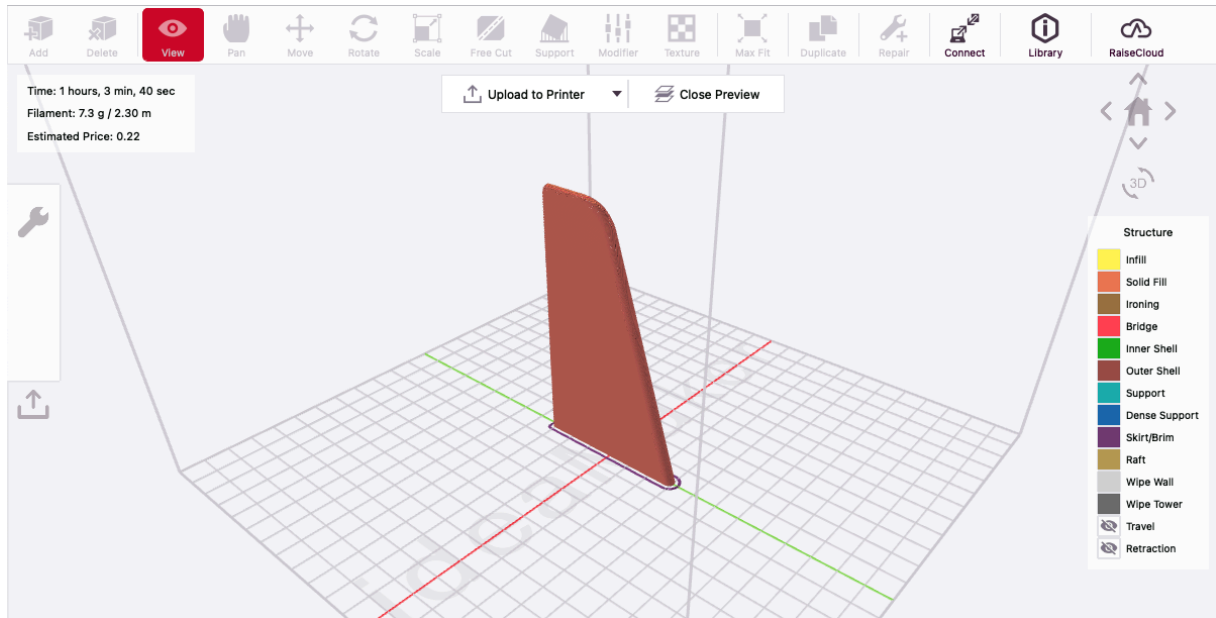 Add
Delete
View
Pan
Move
Rotate
Scale
Free Cut
Support
Modifier
Texture
Max Fit
Duplicate
Repair
Connect
Library
RaiseCloud
Time: 1 hours, 3 min, 40 sec
Filament: 7.3 g / 2.30 m
Estimated Price: 0.22
Upload to Printer
Close Preview
3D
Structure
Infill
Solid Fill
Ironing
Bridge
Inner Shell
Outer Shell
Support
Dense Support
Skirt/Brim
Raft
Wipe Wall
Wipe Tower
Travel
Retraction